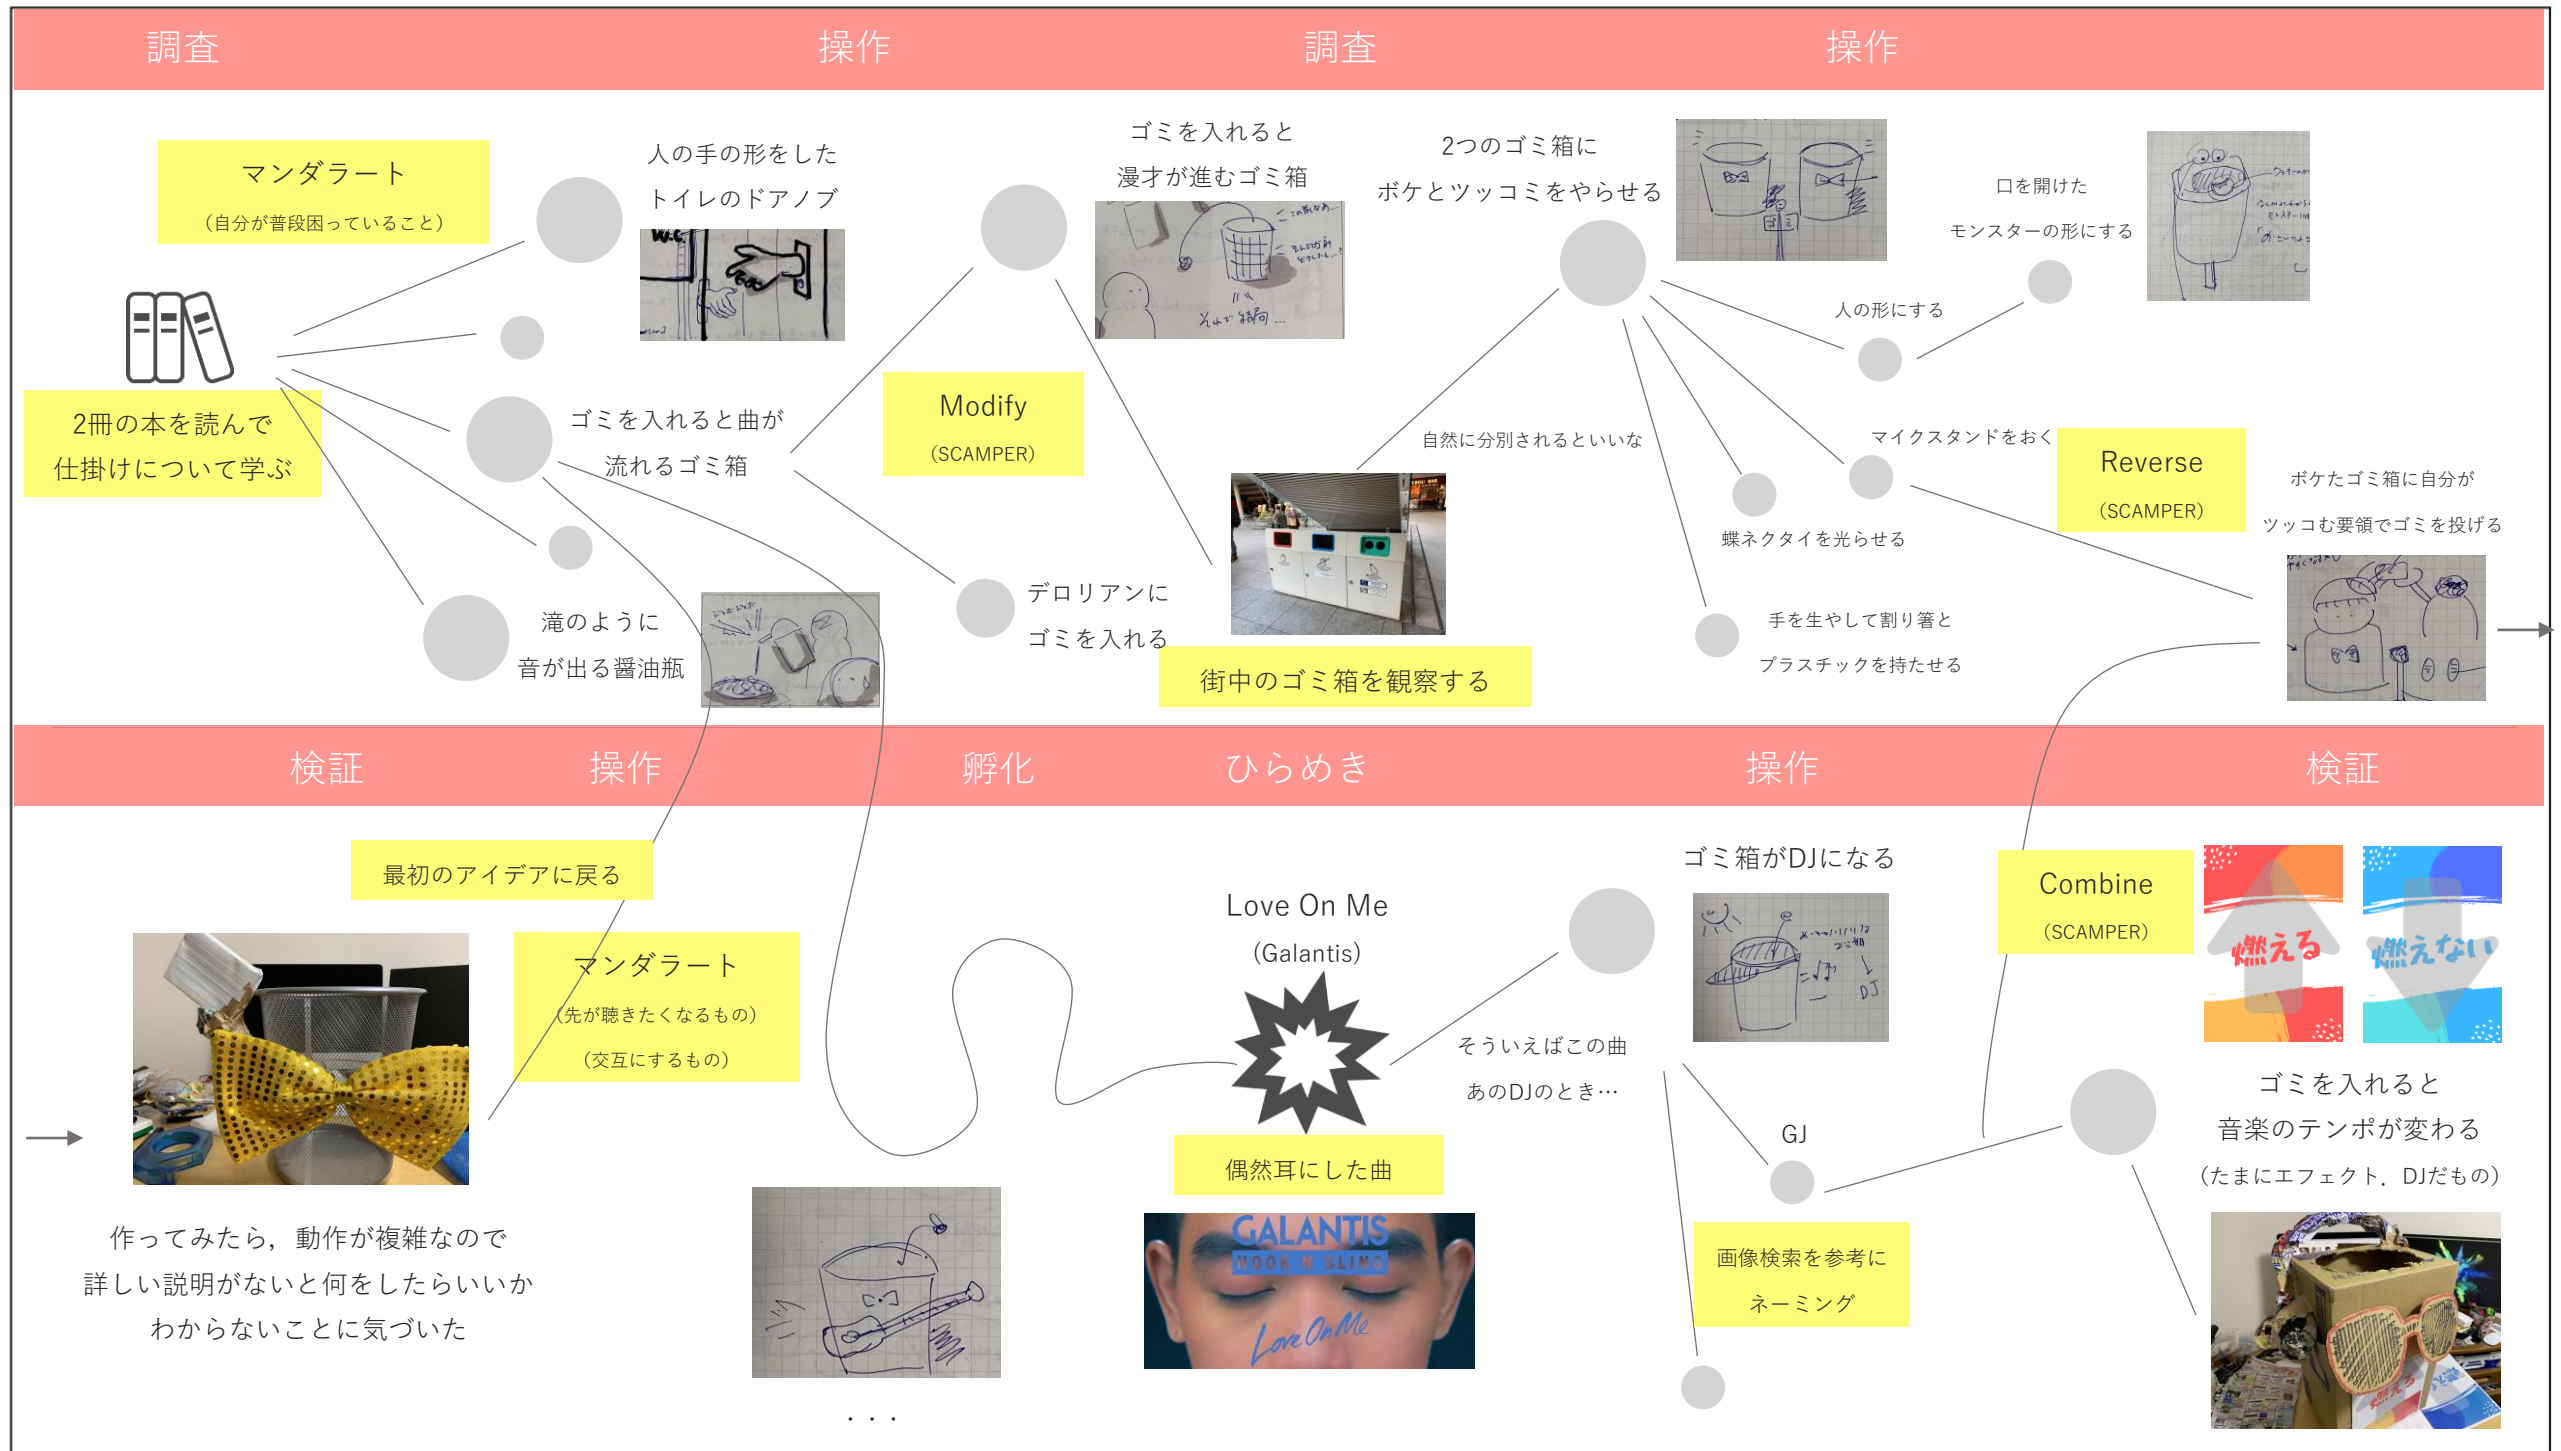 調査
操作
調査
操作
マンダラート
（自分が普段困っていること）
2冊の本を読んで
仕掛けについて学ぶ
人の手の形をした
トイレのドアノブ
W.C.
ゴミを入れると曲が
流れるゴミ箱
滝のように
音が出る醤油瓶
Modify
(SCAMPER)
ゴミを入れると
漫才が進むゴミ箱
それで結局…
デロリアンに
ゴミを入れる
街中のゴミ箱を観察する
自然に分別されるといいな
2つのゴミ箱に
ボケとツッコミをやらせる
ゴミ
人の形にする
口を開けた
モンスターの形にする
マイクスタンドをおく
蝶ネクタイを光らせる
手を生やして割り箸と
プラスチックを持たせる
Reverse
(SCAMPER)
ボケたゴミ箱に自分が
ツッコむ要領でゴミを投げる
検証
操作
孵化
ひらめき
操作
検証
最初のアイデアに戻る
マンダラート
（先が聴きたくなるもの）
（交互にするもの）
作ってみたら，動作が複雑なので
詳しい説明がないと何をしたらいいか
わからないことに気づいた
・・・
Love On Me
(Galantis)
偶然耳にした曲
GALANTIS
HOOK N SLING
Love On Me
そういえばこの曲
あのDJのとき…
ゴミ箱がDJになる
DJ
GJ
画像検索を参考に
ネーミング
Combine
(SCAMPER)
燃える
燃えない
ゴミを入れると
音楽のテンポが変わる
（たまにエフェクト．DJだもの）
燃える
燃えない